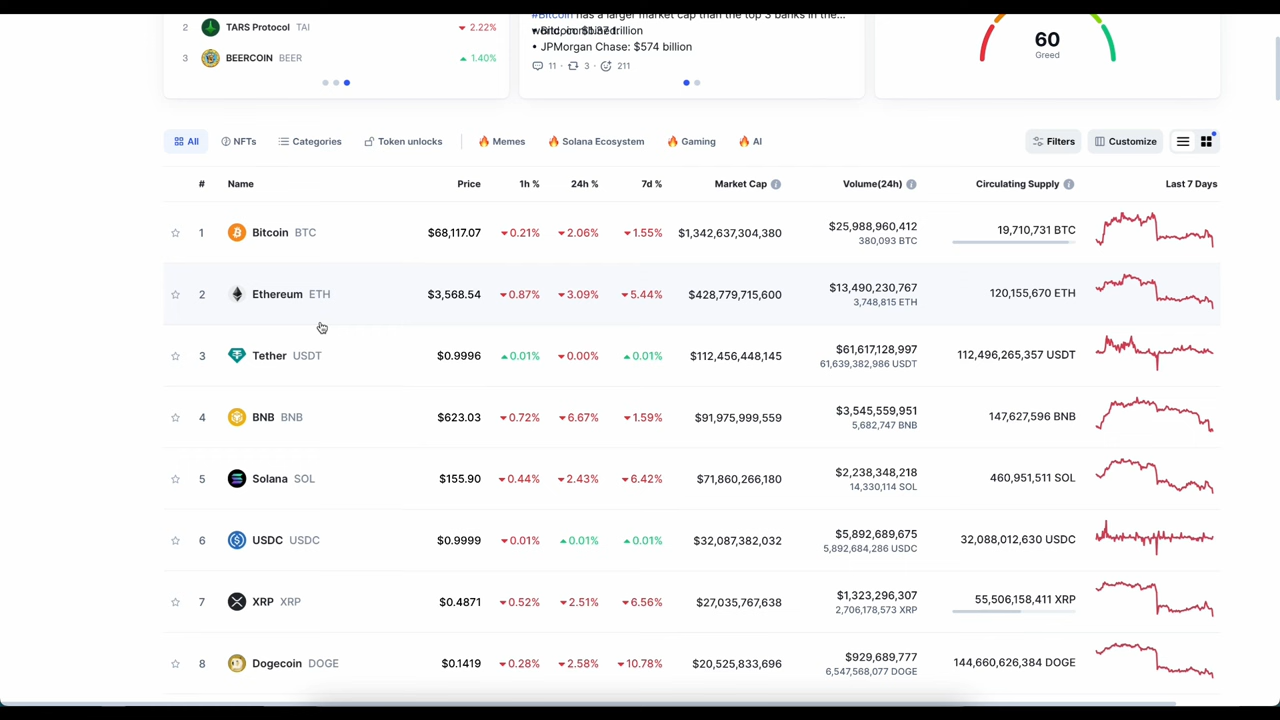 2 TARS Protocol TAI 2.22%
3 BEERCOIN BEER 1.40%
#Bitcoin has a larger market cap than the top 3 banks in the...
• JPMorgan Chase: $574 billion
11 · 3 · 211
60
Greed
All NFTs Categories Token unlocks Memes Solana Ecosystem Gaming AI Filters Customize
# Name Price 1h % 24h % 7d % Market Cap Volume(24h) Circulating Supply Last 7 Days
1 Bitcoin BTC $68,117.07 0.21% 2.06% 1.55% $1,342,637,304,380 $25,988,960,412 19,710,731 BTC
380,093 BTC
2 Ethereum ETH $3,568.54 0.87% 3.09% 5.44% $428,779,715,600 $13,490,230,767 120,155,670 ETH
3,748,815 ETH
3 Tether USDT $0.9996 0.01% 0.00% 0.01% $112,456,448,145 $61,617,128,997 112,496,265,357 USDT
61,639,382,986 USDT
4 BNB BNB $623.03 0.72% 6.67% 1.59% $91,975,999,559 $3,545,559,951 147,627,596 BNB
5,682,747 BNB
5 Solana SOL $155.90 0.44% 2.43% 6.42% $71,860,266,180 $2,238,348,218 460,951,511 SOL
14,330,114 SOL
6 USDC USDC $0.9999 0.01% 0.01% 0.01% $32,087,382,032 $5,892,689,675 32,088,012,630 USDC
5,892,684,286 USDC
7 XRP XRP $0.4871 0.52% 2.51% 6.56% $27,035,767,638 $1,323,296,307 55,506,158,411 XRP
2,706,178,573 XRP
8 Dogecoin DOGE $0.1419 0.28% 2.58% 10.78% $20,525,833,696 $929,689,777 144,660,626,384 DOGE
6,547,568,077 DOGE